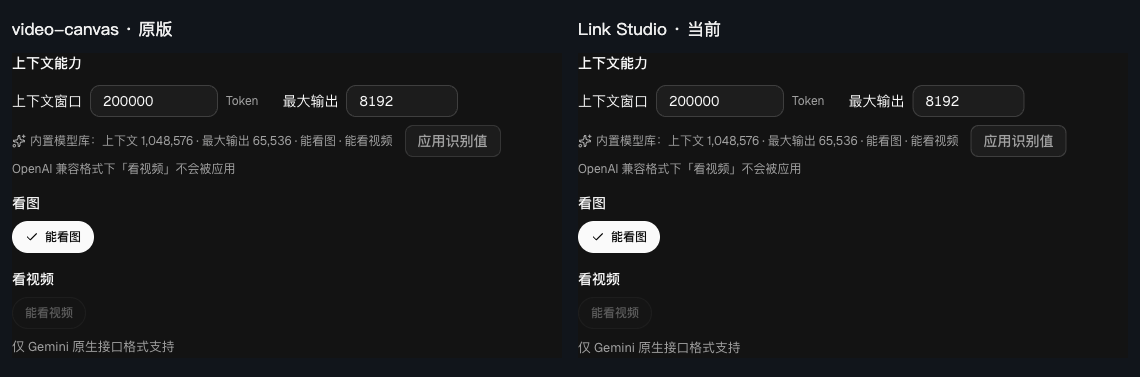 video-canvas · 原版
上下文能力
上下文窗口 200000 Token 最大输出 8192
内置模型库：上下文 1,048,576 · 最大输出 65,536 · 能看图 · 能看视频 应用识别值
OpenAI 兼容格式下「看视频」不会被应用
看图
能看图
看视频
能看视频
仅 Gemini 原生接口格式支持
Link Studio · 当前
上下文能力
上下文窗口 200000 Token 最大输出 8192
内置模型库：上下文 1,048,576 · 最大输出 65,536 · 能看图 · 能看视频 应用识别值
OpenAI 兼容格式下「看视频」不会被应用
看图
能看图
看视频
能看视频
仅 Gemini 原生接口格式支持